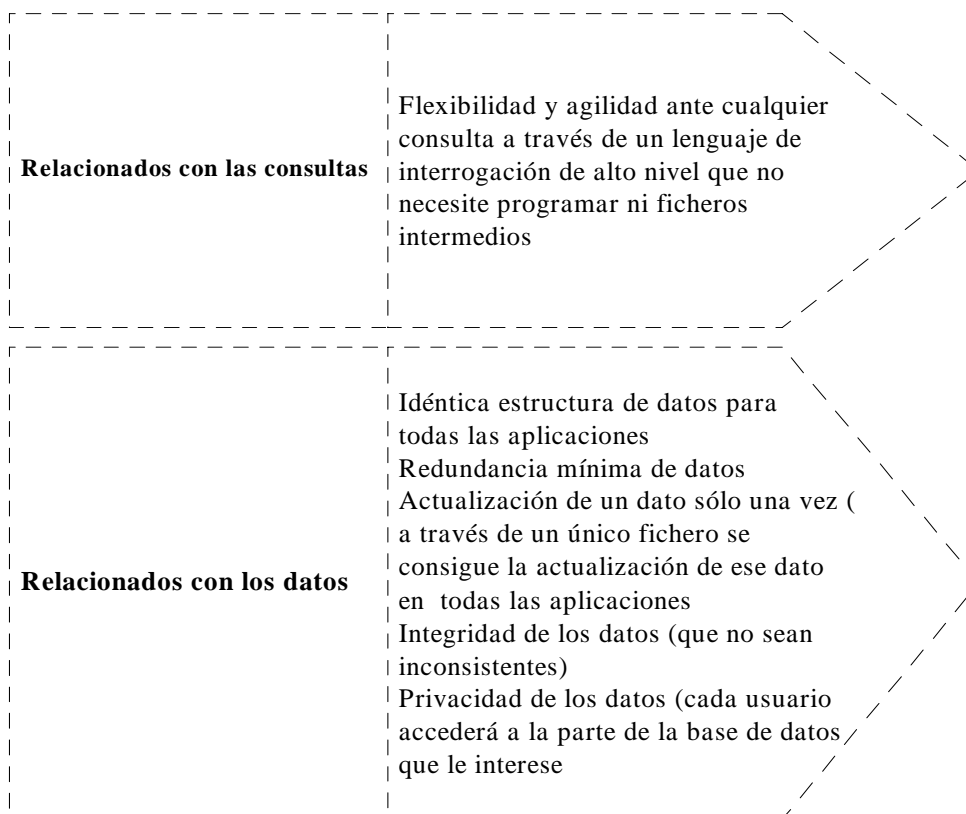 Relacionados con las consultas
Flexibilidad y agilidad ante cualquier
consulta a través de un lenguaje de
interrogación de alto nivel que no
necesite programar ni ficheros
intermedios
Relacionados con los datos
Idéntica estructura de datos para
todas las aplicaciones
Redundancia mínima de datos
Actualización de un dato sólo una vez (
a través de un único fichero se
consigue la actualización de ese dato
en  todas las aplicaciones
Integridad de los datos (que no sean
inconsistentes)
Privacidad de los datos (cada usuario
accederá a la parte de la base de datos
que le interese